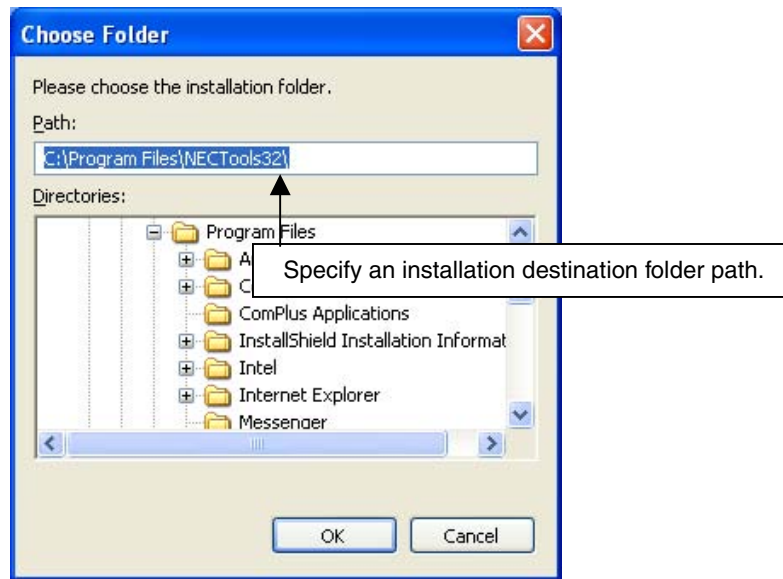 Choose Folder
Please choose the installation folder.
Path:
C:\Program Files\NECTools32\
Directories:
Program Files
A
Specify an installation destination folder path.
C
ComPlus Applications
InstallShield Installation Informat
Intel
Internet Explorer
Messenger
OK Cancel